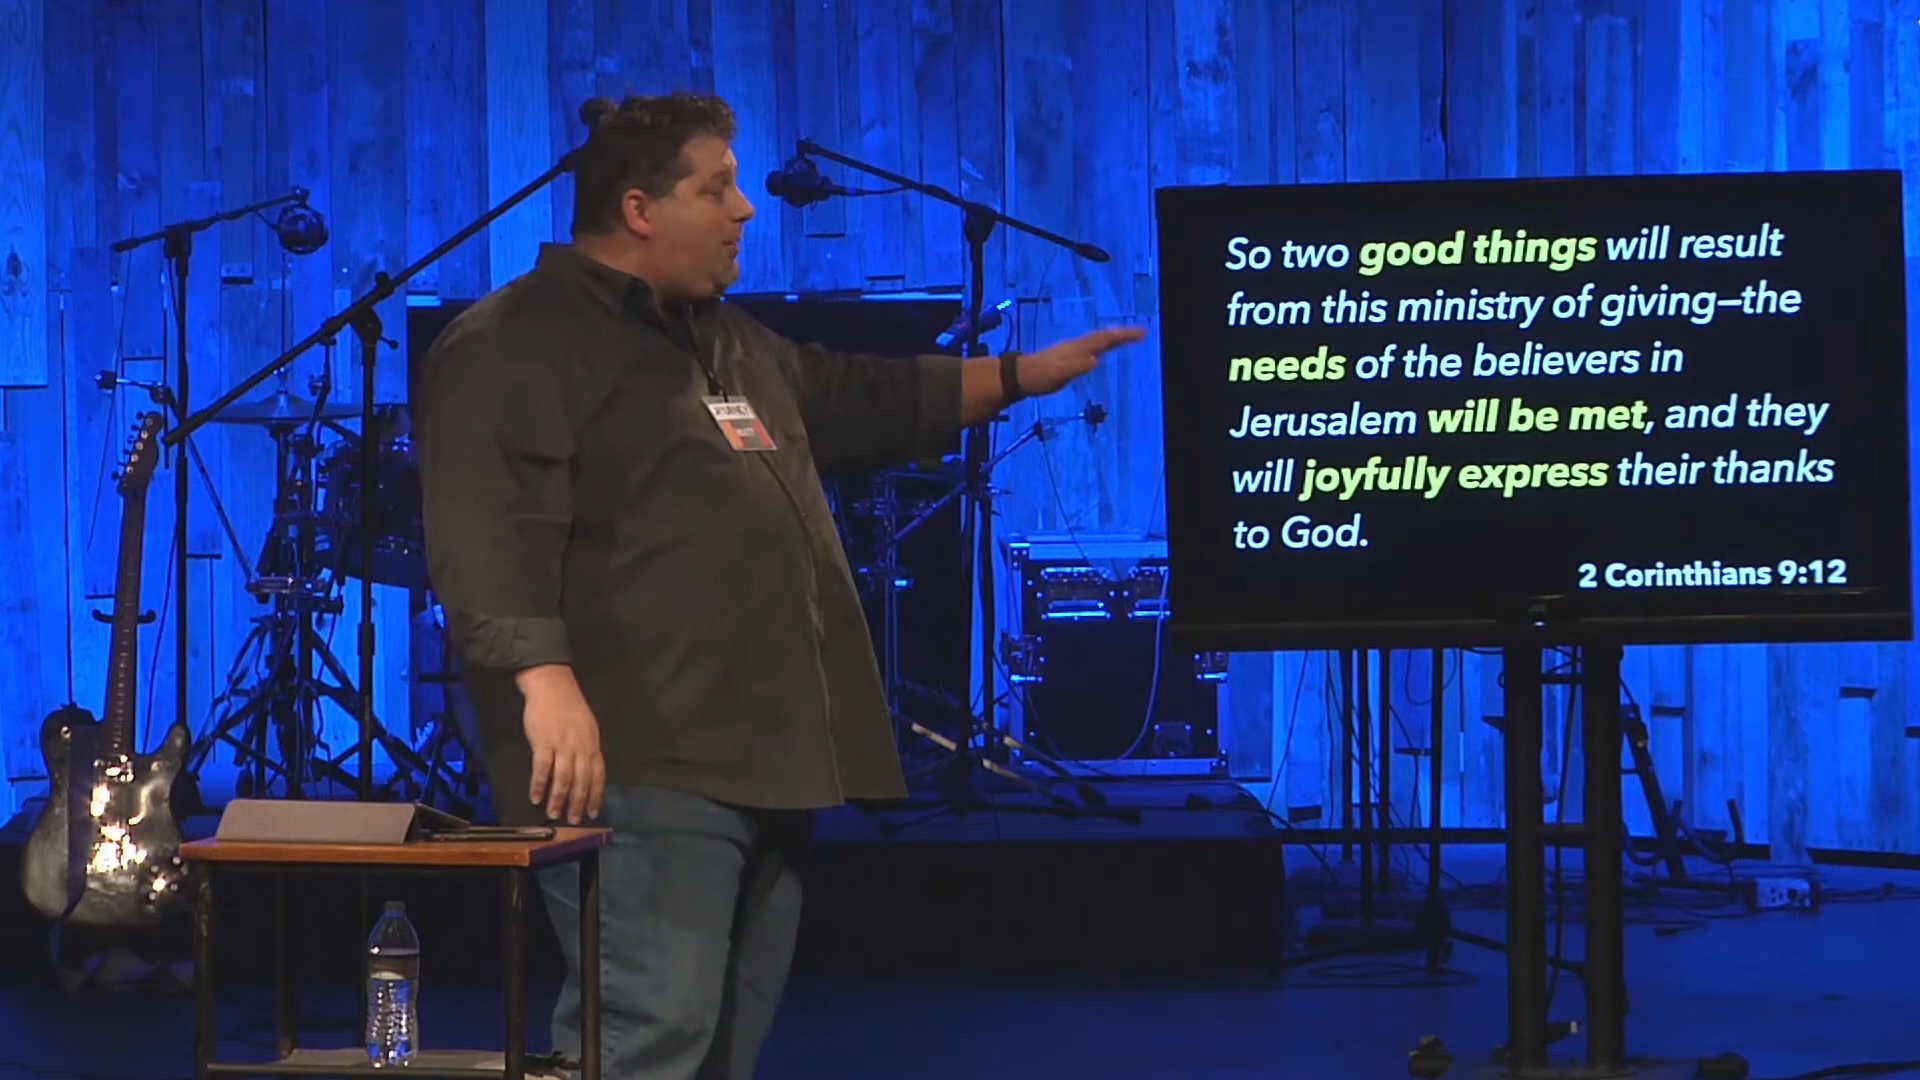 So two good things will result
from this ministry of giving—the
needs of the believers in
Jerusalem will be met, and they
will joyfully express their thanks
to God.
2 Corinthians 9:12